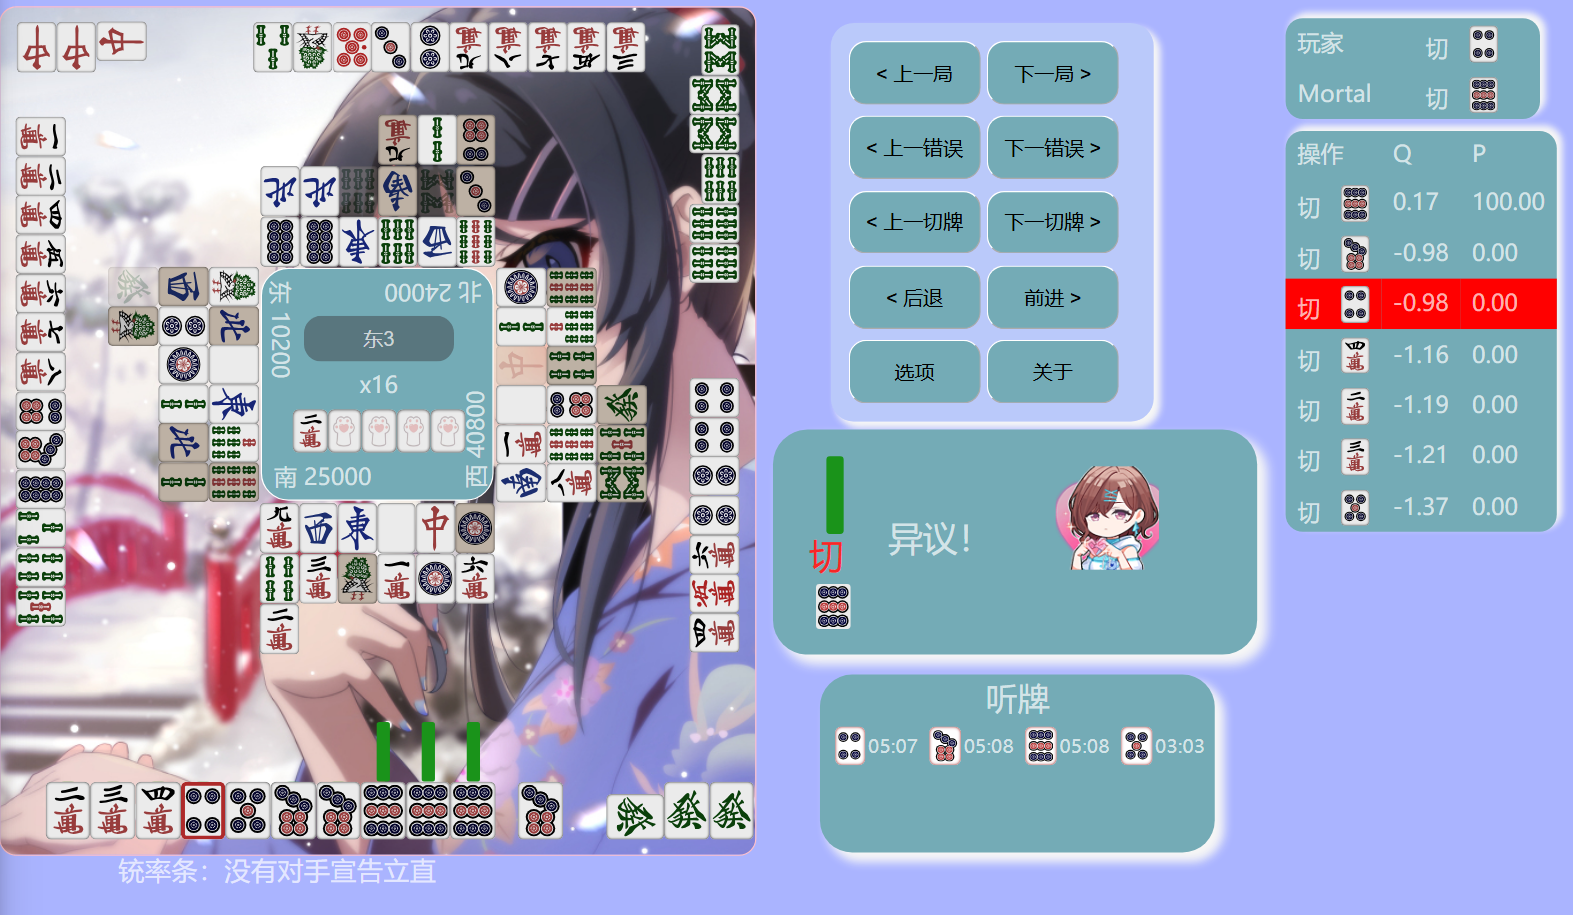 东 10200
北 24000
东3
x16
南 25000
西 40800
铳率条：没有对手宣告立直
< 上一局
下一局 >
< 上一错误
下一错误 >
< 上一切牌
下一切牌 >
< 后退
前进 >
选项
关于
切
异议！
听牌
05:07
05:08
05:08
03:03
玩家 切
Mortal 切
操作 Q P
切 0.17 100.00
切 -0.98 0.00
切 -0.98 0.00
切 -1.16 0.00
切 -1.19 0.00
切 -1.21 0.00
切 -1.37 0.00